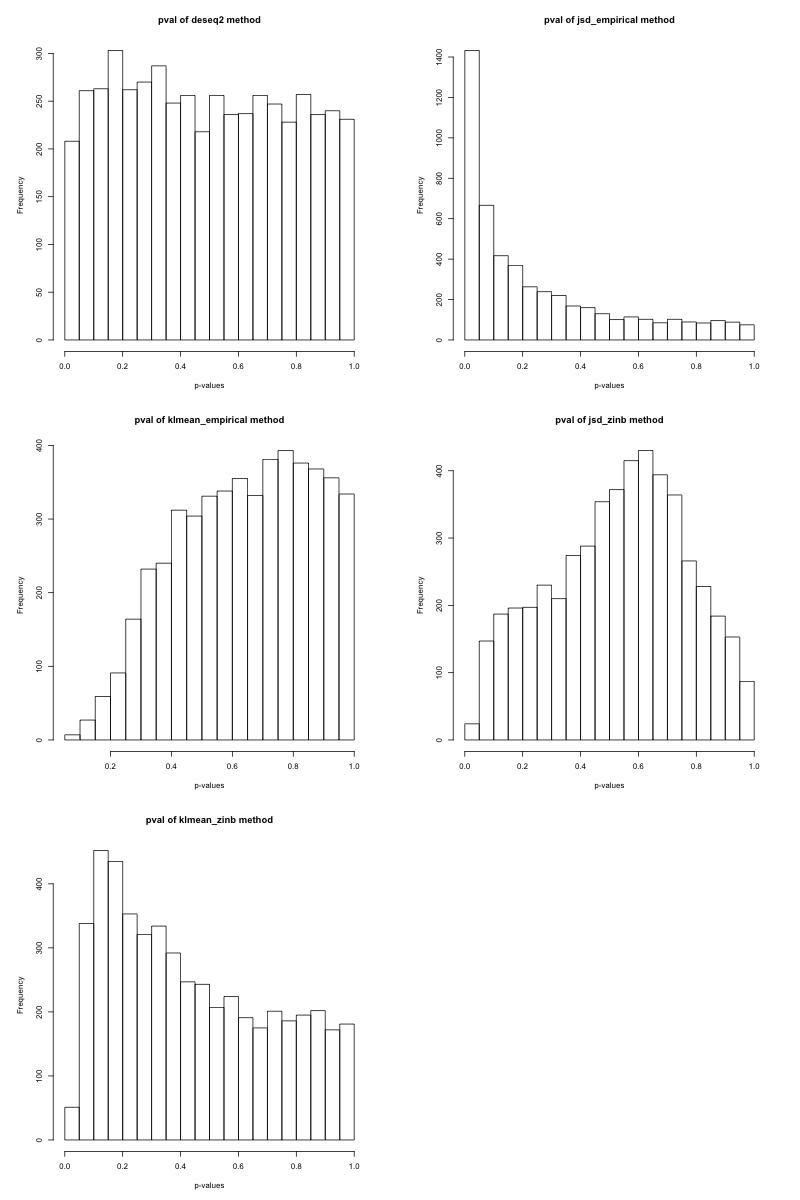 pval of deseq2 method
Frequency
300
250
200
150
100
50
0
0.0 0.2 0.4 0.6 0.8 1.0
p-values
pval of jsd_empirical method
Frequency
1400
1200
1000
800
600
400
200
0
0.0 0.2 0.4 0.6 0.8 1.0
p-values
pval of klmean_empirical method
Frequency
400
300
200
100
0
0.2 0.4 0.6 0.8 1.0
p-values
pval of jsd_zinb method
Frequency
400
300
200
100
0
0.0 0.2 0.4 0.6 0.8 1.0
p-values
pval of klmean_zinb method
Frequency
400
300
200
100
0
0.0 0.2 0.4 0.6 0.8 1.0
p-values